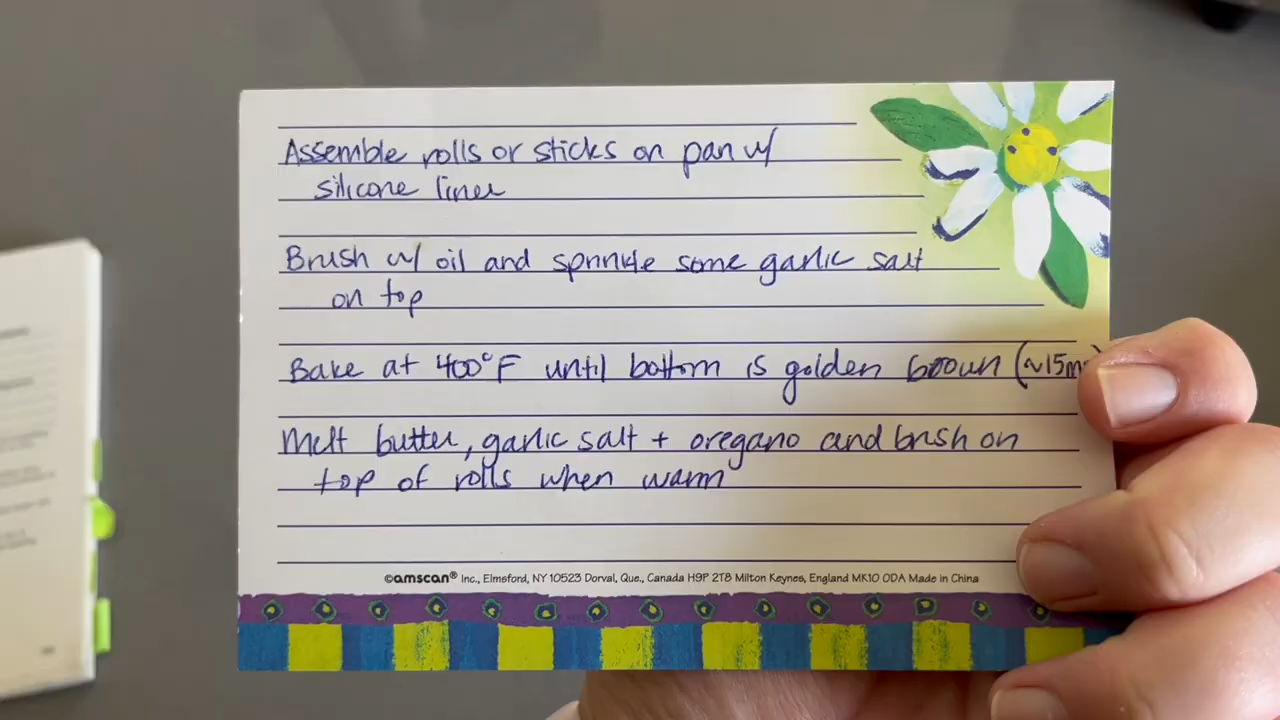 Assemble rolls or sticks on pan w/
silicone liner
Brush w/ oil and sprinkle some garlic salt
on top
Bake at 400°F until bottom is golden brown (~15m
Melt butter, garlic salt + oregano and brush on
top of rolls when warm
©amscan® Inc., Elmsford, NY 10523 Dorval, Que., Canada H9P 2T8 Milton Keynes, England MK10 0DA Made in China